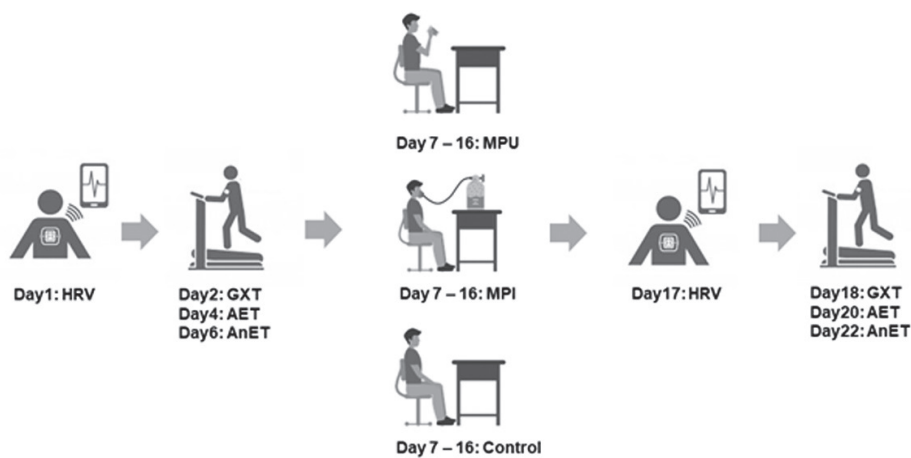 Day 7 – 16: MPU
Day1: HRV
Day2: GXT
Day4: AET
Day6: AnET
Day 7 – 16: MPI
Day17: HRV
Day18: GXT
Day20: AET
Day22: AnET
Day 7 – 16: Control